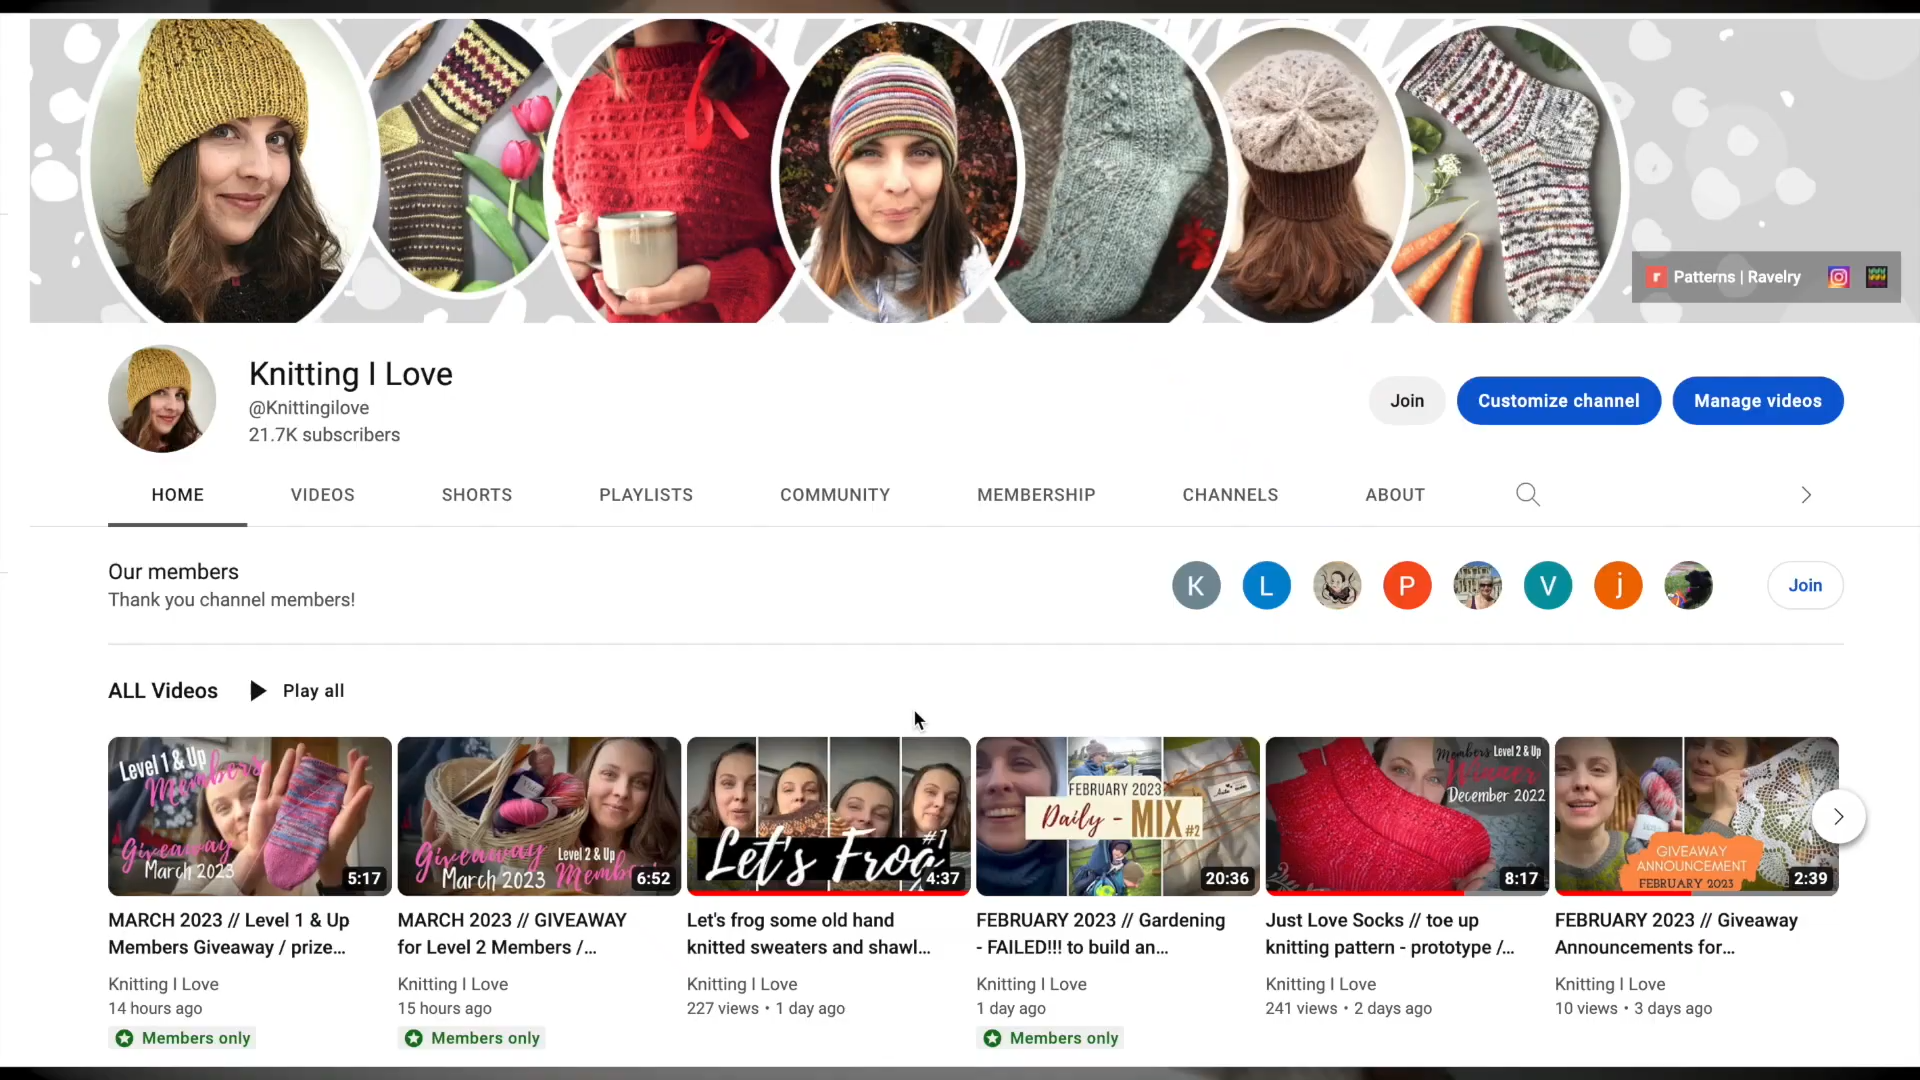 Patterns | Ravelry
Knitting I Love
@Knittingilove
21.7K subscribers
Join
Customize channel
Manage videos
HOME
VIDEOS
SHORTS
PLAYLISTS
COMMUNITY
MEMBERSHIP
CHANNELS
ABOUT
Our members
Thank you channel members!
K
L
P
V
j
Join
ALL Videos
Play all
Level 1 & Up
Members
Giveaway
March 2023
5:17
Giveaway
March 2023
Level 2 & Up
6:52
Let's Frog
#1
4:37
FEBRUARY 2023
Daily - MIX #2
20:36
Members Level 2 & Up
Winner
December 2022
8:17
GIVEAWAY
ANNOUNCEMENT
FEBRUARY 2023
2:39
MARCH 2023 // Level 1 & Up
Members Giveaway / prize...
Knitting I Love
14 hours ago
Members only
MARCH 2023 // GIVEAWAY
for Level 2 Members /...
Knitting I Love
15 hours ago
Members only
Let's frog some old hand
knitted sweaters and shawl...
Knitting I Love
227 views • 1 day ago
FEBRUARY 2023 // Gardening
- FAILED!!! to build an...
Knitting I Love
1 day ago
Members only
Just Love Socks // toe up
knitting pattern - prototype /...
Knitting I Love
241 views • 2 days ago
FEBRUARY 2023 // Giveaway
Announcements for...
Knitting I Love
10 views • 3 days ago